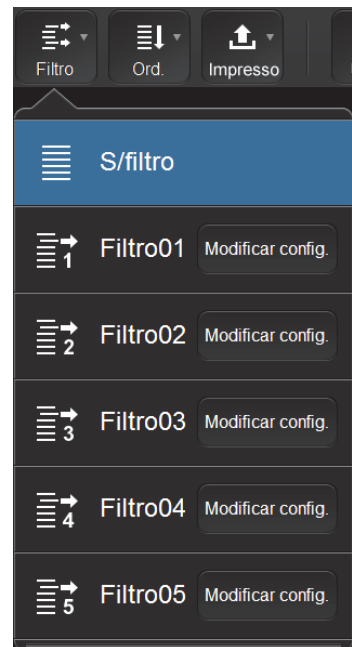 Filtro Ord. Impresso
S/filtro
1 Filtro01 Modificar config.
2 Filtro02 Modificar config.
3 Filtro03 Modificar config.
4 Filtro04 Modificar config.
5 Filtro05 Modificar config.